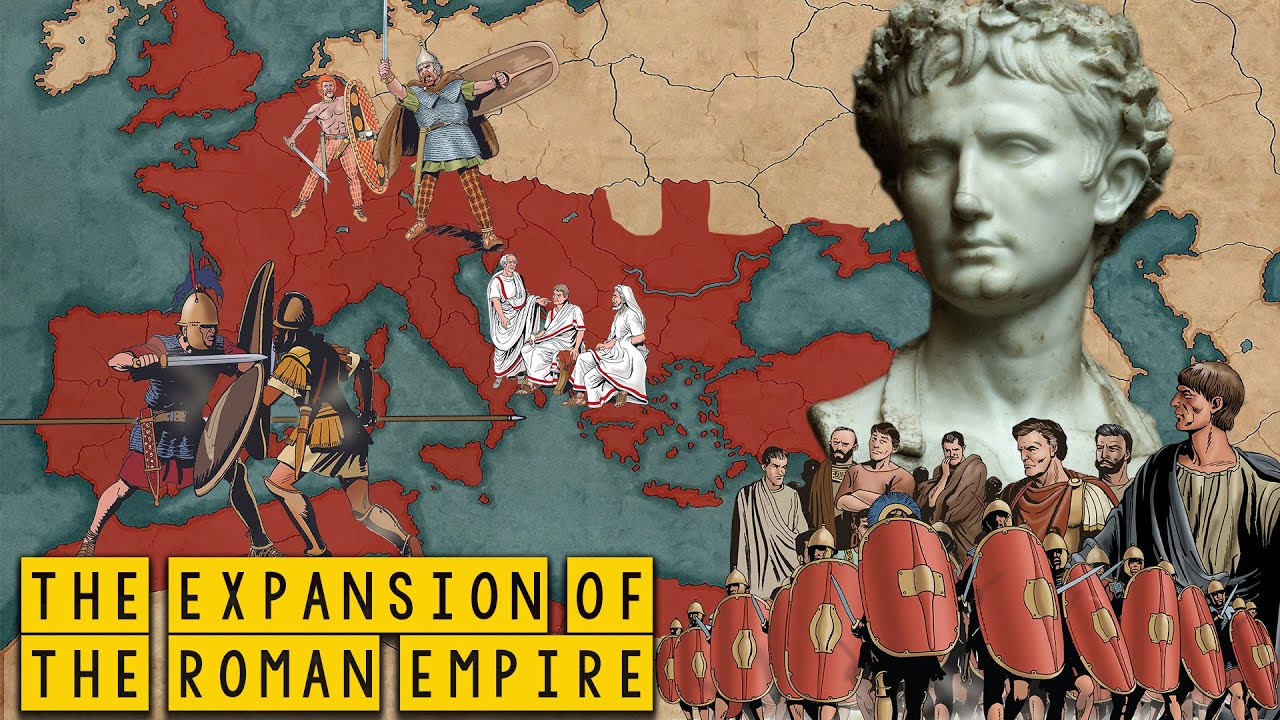 THE EXPANSION OF
THE ROMAN EMPIRE